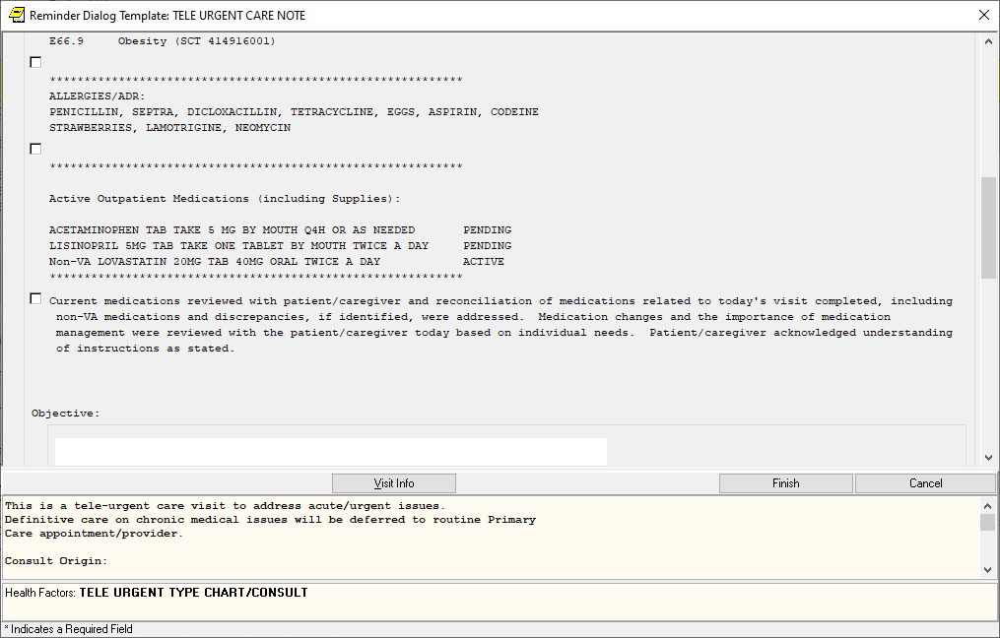 Reminder Dialog Template: TELE URGENT CARE NOTE
E66.9     Obesity (SCT 414916001)
************************************************************
ALLERGIES/ADR:
PENICILLIN, SEPTRA, DICLOXACILLIN, TETRACYCLINE, EGGS, ASPIRIN, CODEINE
STRAWBERRIES, LAMOTRIGINE, NEOMYCIN
************************************************************
Active Outpatient Medications (including Supplies):
ACETAMINOPHEN TAB TAKE 5 MG BY MOUTH Q4H OR AS NEEDED       PENDING
LISINOPRIL 5MG TAB TAKE ONE TABLET BY MOUTH TWICE A DAY     PENDING
Non-VA LOVASTATIN 20MG TAB 40MG ORAL TWICE A DAY            ACTIVE
************************************************************
Current medications reviewed with patient/caregiver and reconciliation of medications related to today's visit completed, including
non-VA medications and discrepancies, if identified, were addressed.  Medication changes and the importance of medication
management were reviewed with the patient/caregiver today based on individual needs.  Patient/caregiver acknowledged understanding
of instructions as stated.
Objective:
Visit Info     Finish     Cancel
This is a tele-urgent care visit to address acute/urgent issues.
Definitive care on chronic medical issues will be deferred to routine Primary
Care appointment/provider.
Consult Origin:
Health Factors: TELE URGENT TYPE CHART/CONSULT
* Indicates a Required Field